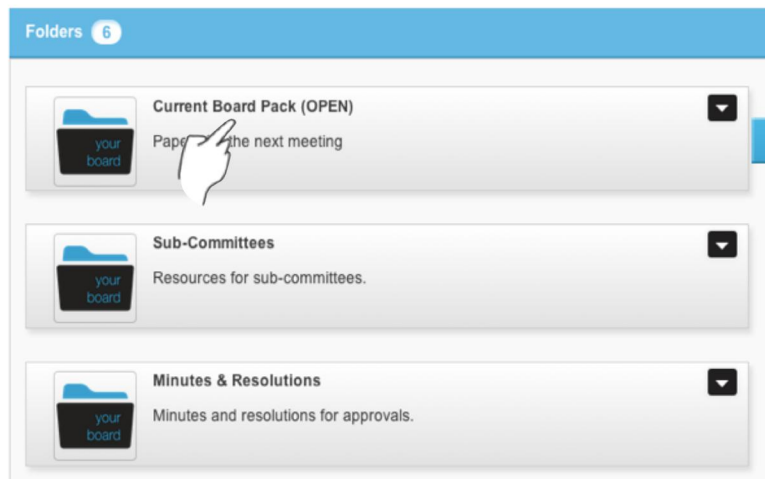 Folders 6
Current Board Pack (OPEN)
the next meeting
your
board
Sub-Committees
Resources for sub-committees.
your
board
Minutes & Resolutions
Minutes and resolutions for approvals.
your
board